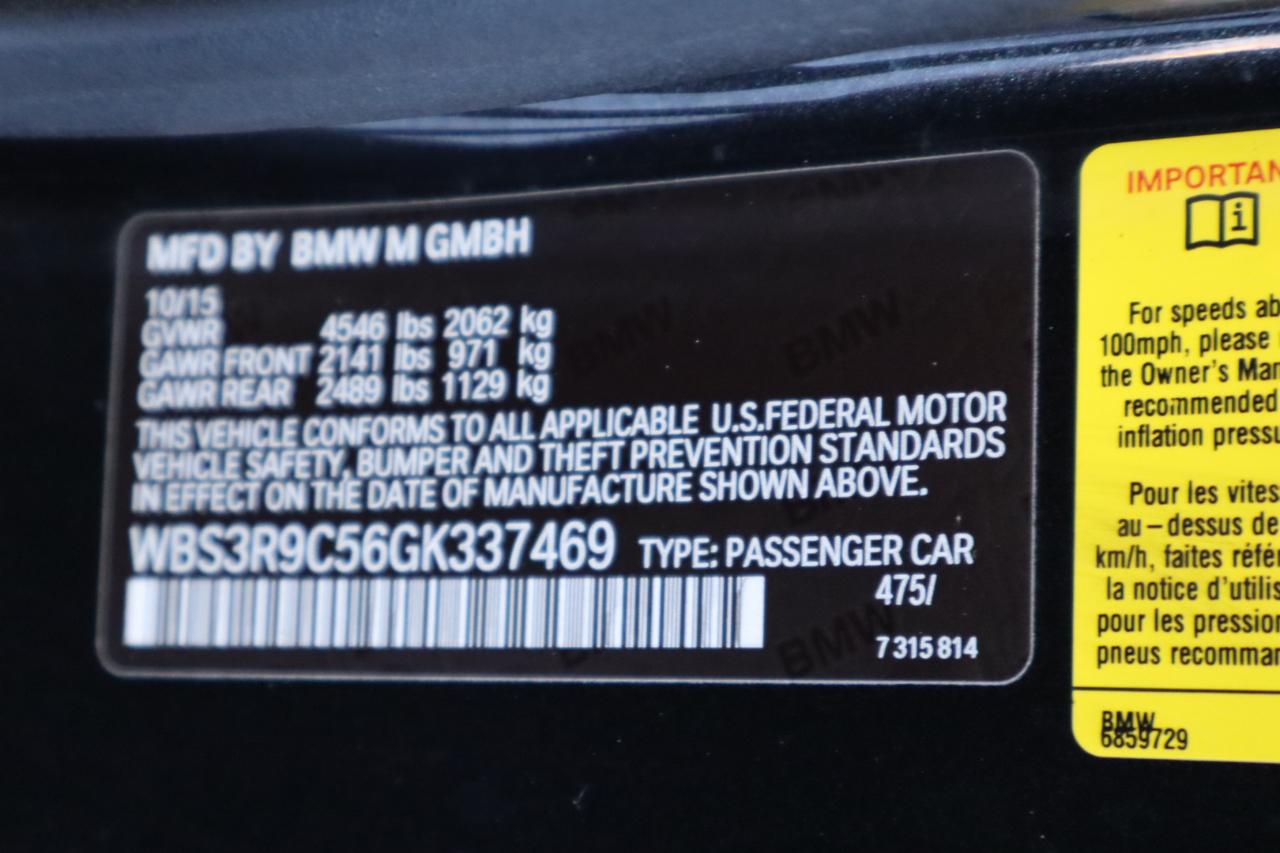 MFD BY BMW M GMBH
10/15
GVWR 4546 lbs 2062 kg
GAWR FRONT 2141 lbs 971 kg
GAWR REAR 2489 lbs 1129 kg
THIS VEHICLE CONFORMS TO ALL APPLICABLE U.S.FEDERAL MOTOR
VEHICLE SAFETY, BUMPER AND THEFT PREVENTION STANDARDS
IN EFFECT ON THE DATE OF MANUFACTURE SHOWN ABOVE.
WBS3R9C56GK337469 TYPE: PASSENGER CAR
475/
7 315 814
IMPORTAN
For speeds ab
100mph, please
the Owner's Man
recommended
inflation pressu
Pour les vites
au-dessus de
km/h, faites référ
la notice d'utilis
pour les pression
pneus recomman
BMW
6859729